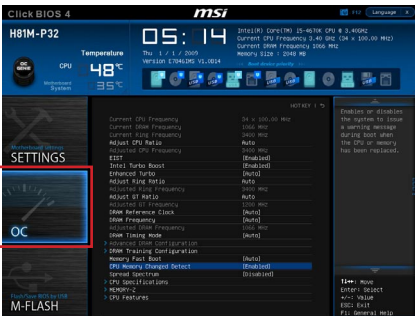 Click BIOS 4
msi
F12
Language X
H81M-P32
Temperature
CPU
48°C
Motherboard
System
35°C
05: 14
Thu 1 / 1 / 2009
Version E7846IMS V1.0B14
Intel(R) Core(TM) i5-4670K CPU @ 3.40GHz
Current CPU Frequency 3.40 GHz (34 x 100.00 MHz)
Current DRAM Frequency 1066 MHz
Memory Size : 2048 MB
Boot device priority
HOT KEY
Motherboard settings
SETTINGS
OC
M-FLASH
Current CPU Frequency 34 x 100.00 MHz
Current DRAM Frequency 1066 MHz
Current Ring Frequency 3400 MHz
Adjust CPU Ratio Auto
Adjusted CPU Frequency 3400 MHz
EIST [Enabled]
Intel Turbo Boost [Enabled]
Enhanced Turbo [Auto]
Adjust Ring Ratio Auto
Adjusted Ring Frequency 3400 MHz
Adjust GT Ratio Auto
Adjusted GT Frequency 1200 MHz
DRAM Reference Clock [Auto]
DRAM Frequency [Auto]
Adjusted DRAM Frequency 1066 MHz
DRAM Timing Mode [Auto]
> Advanced DRAM Configuration
> DRAM Training Configuration
Memory Fast Boot [Auto]
CPU Memory Changed Detect [Enabled]
Spread Spectrum [Disabled]
> CPU Specifications
> MEMORY-Z
> CPU Features
Enables or disables
the system to issue
a warning message
during boot when
the CPU or memory
has been replaced.
↑↓←→: Move
Enter: Select
+/-: Value
ESC: Exit
F1: General Help